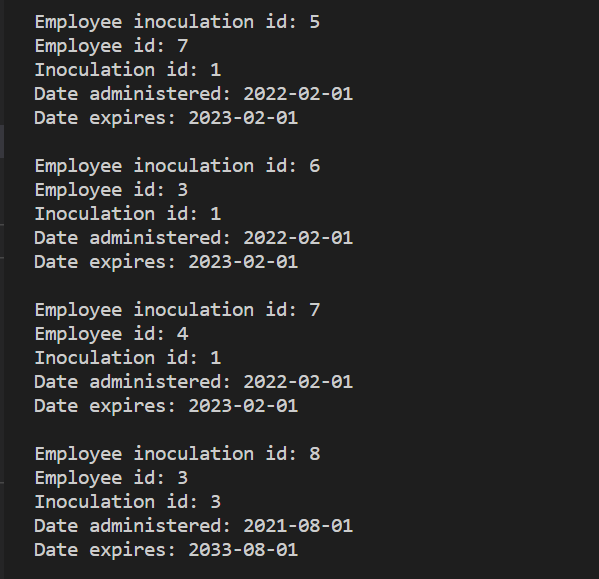 Employee inoculation id: 5
Employee id: 7
Inoculation id: 1
Date administered: 2022-02-01
Date expires: 2023-02-01
Employee inoculation id: 6
Employee id: 3
Inoculation id: 1
Date administered: 2022-02-01
Date expires: 2023-02-01
Employee inoculation id: 7
Employee id: 4
Inoculation id: 1
Date administered: 2022-02-01
Date expires: 2023-02-01
Employee inoculation id: 8
Employee id: 3
Inoculation id: 3
Date administered: 2021-08-01
Date expires: 2033-08-01